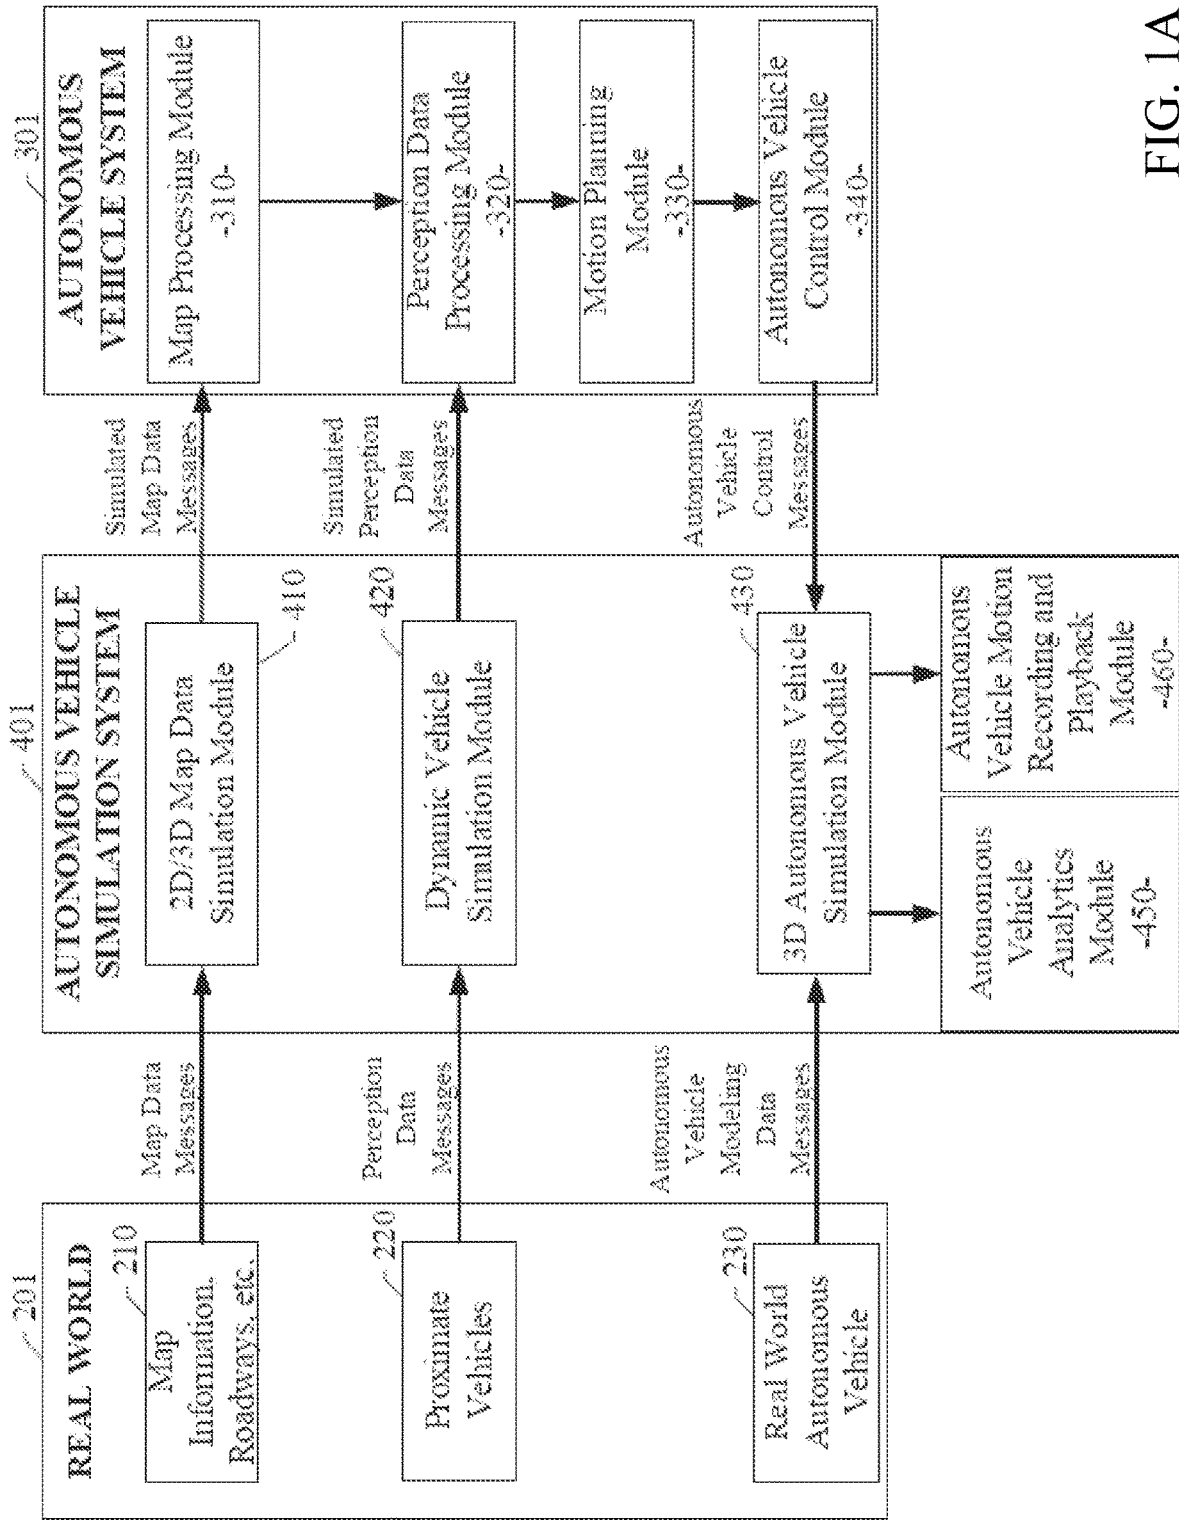 201
REAL WORLD
210
Map
Information,
Roadways, etc.
220
Proximate
Vehicles
230
Real World
Autonomous
Vehicle
Map Data
Messages
Perception
Data
Messages
Autonomous
Vehicle
Modeling
Data
Messages
401
AUTONOMOUS VEHICLE
SIMULATION SYSTEM
2D/3D Map Data
Simulation Module
410
Dynamic Vehicle
Simulation Module
420
3D Autonomous Vehicle
Simulation Module
430
Autonomous
Vehicle
Analytics
Module
-450-
Autonomous
Vehicle Motion
Recording and
Playback
Module
-460-
Simulated
Map Data
Messages
Simulated
Perception
Data
Messages
Autonomous
Vehicle
Control
Messages
301
AUTONOMOUS
VEHICLE SYSTEM
Map Processing Module
-310-
Perception Data
Processing Module
-320-
Motion Planning
Module
-330-
Autonomous Vehicle
Control Module
-340-
FIG. 1A